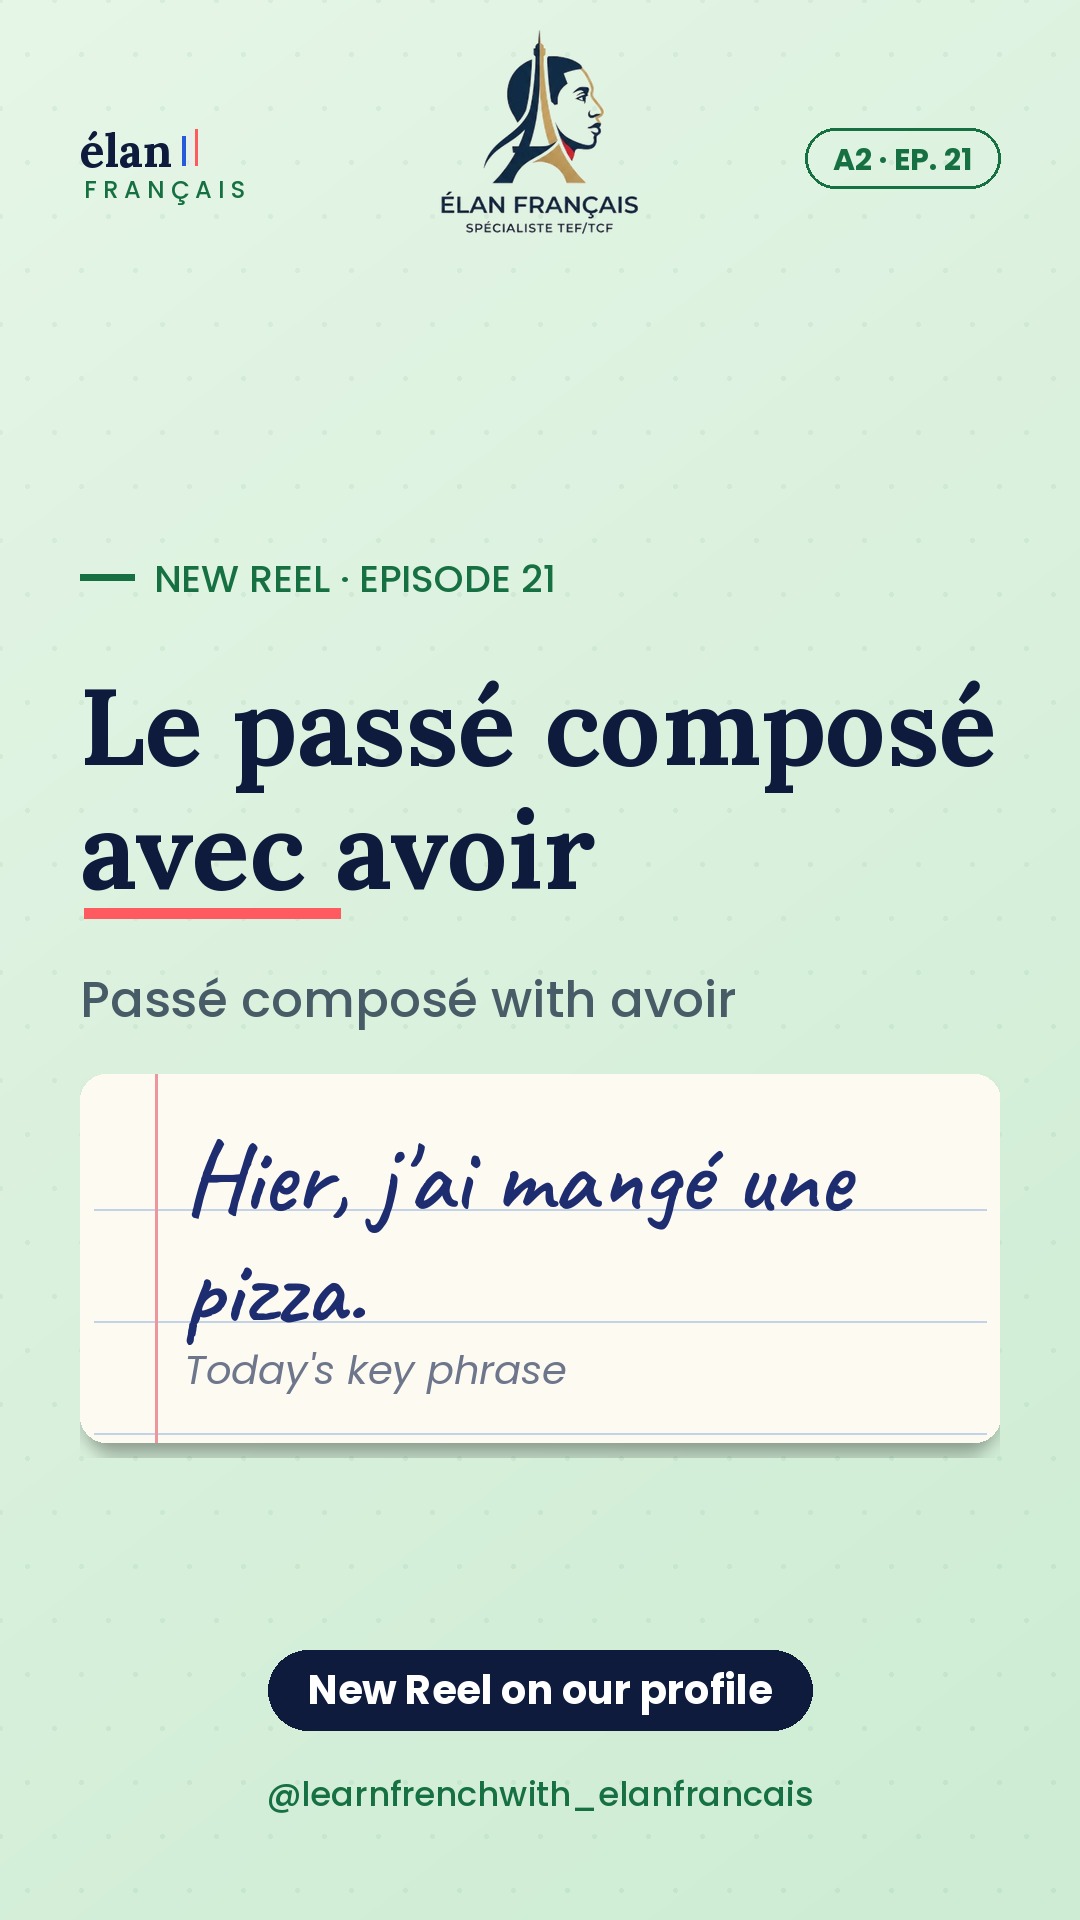 élan
FRANÇAIS
ÉLAN FRANÇAIS
SPÉCIALISTE TEF/TCF
A2 · EP. 21
NEW REEL · EPISODE 21
Le passé composé
avec avoir
Passé composé with avoir
Hier, j'ai mangé une
pizza.
Today's key phrase
New Reel on our profile
@learnfrenchwith_elanfrancais